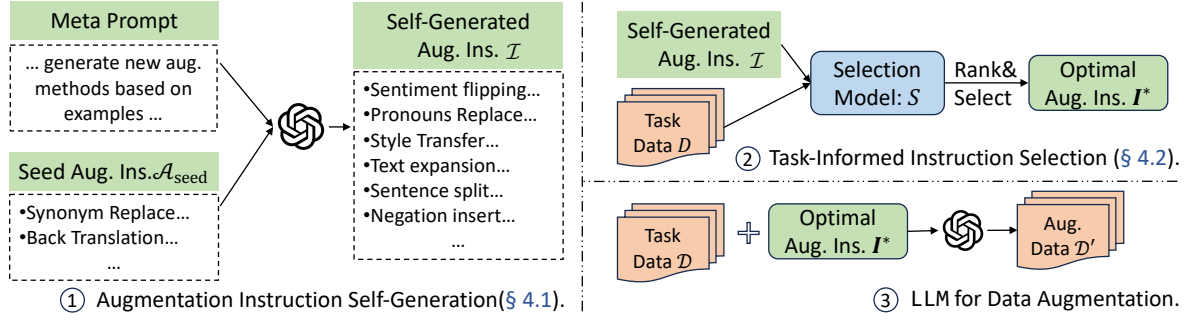 Meta Prompt
... generate new aug.
methods based on
examples ...
Seed Aug. Ins.𝒜seed
•Synonym Replace...
•Back Translation...
...
Self-Generated
Aug. Ins. ℐ
•Sentiment flipping...
•Pronouns Replace...
•Style Transfer...
•Text expansion...
•Sentence split...
•Negation insert...
...
① Augmentation Instruction Self-Generation(§ 4.1).
Self-Generated
Aug. Ins. ℐ
Task
Data D
Selection
Model: S
Rank&
Select
Optimal
Aug. Ins. I*
② Task-Informed Instruction Selection (§ 4.2).
Task
Data 𝒟
Optimal
Aug. Ins. I*
Aug.
Data 𝒟′
③ LLM for Data Augmentation.